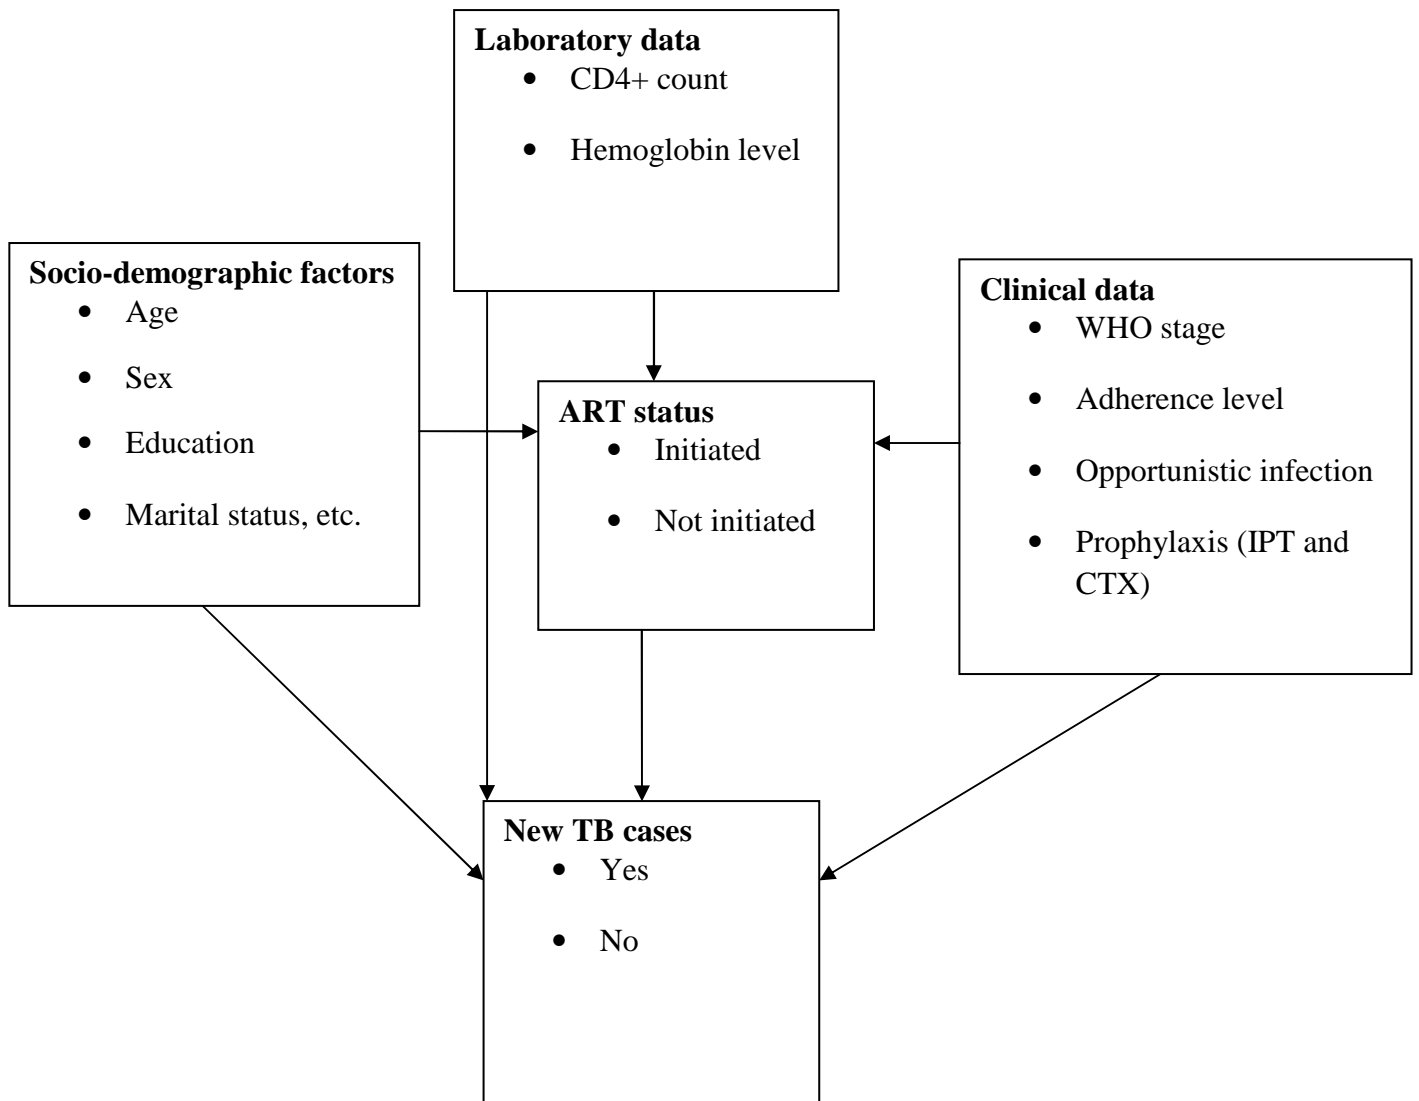 Laboratory data
• CD4+ count
• Hemoglobin level
Socio-demographic factors
• Age
• Sex
• Education
• Marital status, etc.
ART status
• Initiated
• Not initiated
Clinical data
• WHO stage
• Adherence level
• Opportunistic infection
• Prophylaxis (IPT and
CTX)
New TB cases
• Yes
• No